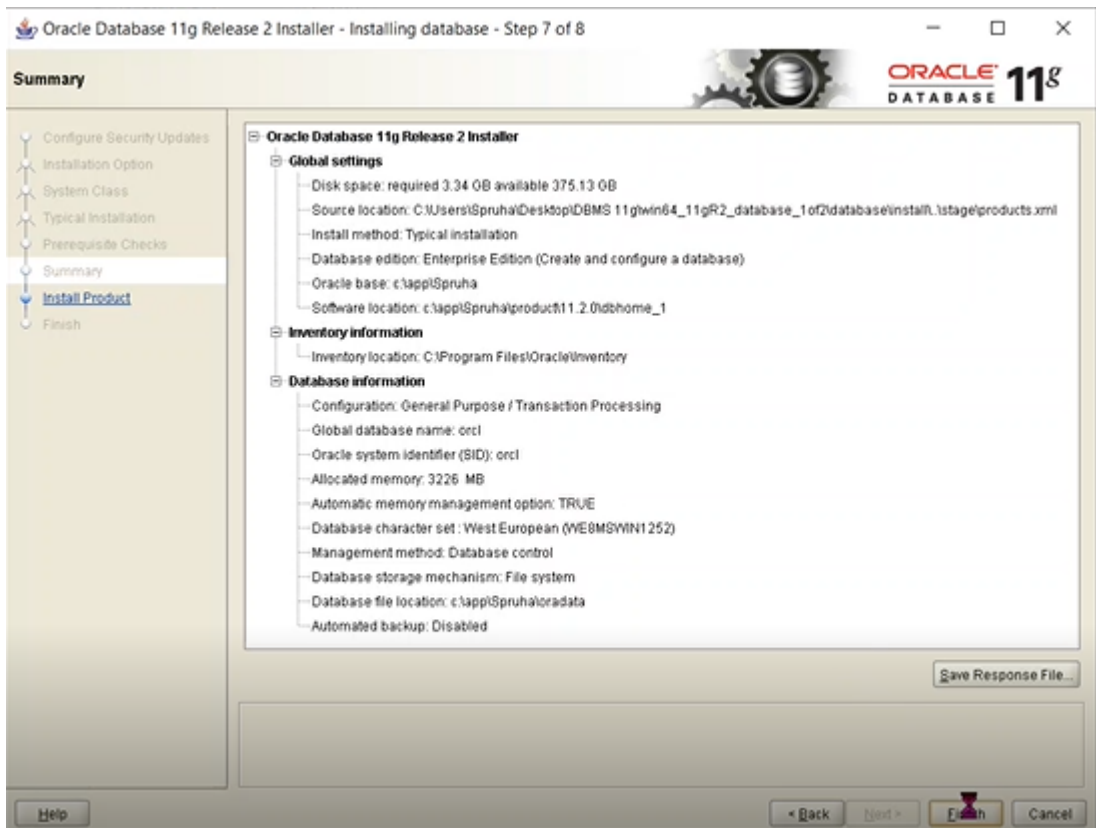 Oracle Database 11g Release 2 Installer - Installing database - Step 7 of 8
Summary
ORACLE
DATABASE 11g
Configure Security Updates
Installation Option
System Class
Typical Installation
Prerequisite Checks
Summary
Install Product
Finish
Oracle Database 11g Release 2 Installer
Global settings
Disk space: required 3.34 GB available 375.13 GB
Source location: C:\Users\Spruha\Desktop\DBMS 11g\win64_11gR2_database_1of2\database\install\..\stage\products.xml
Install method: Typical installation
Database edition: Enterprise Edition (Create and configure a database)
Oracle base: c:\app\Spruha
Software location: c:\app\Spruha\product\11.2.0\dbhome_1
Inventory information
Inventory location: C:\Program Files\Oracle\Inventory
Database information
Configuration: General Purpose / Transaction Processing
Global database name: orcl
Oracle system identifier (SID): orcl
Allocated memory: 3226 MB
Automatic memory management option: TRUE
Database character set : West European (WE8MSWIN1252)
Management method: Database control
Database storage mechanism: File system
Database file location: c:\app\Spruha\oradata
Automated backup: Disabled
Save Response File...
Help
< Back
Next >
Finish
Cancel